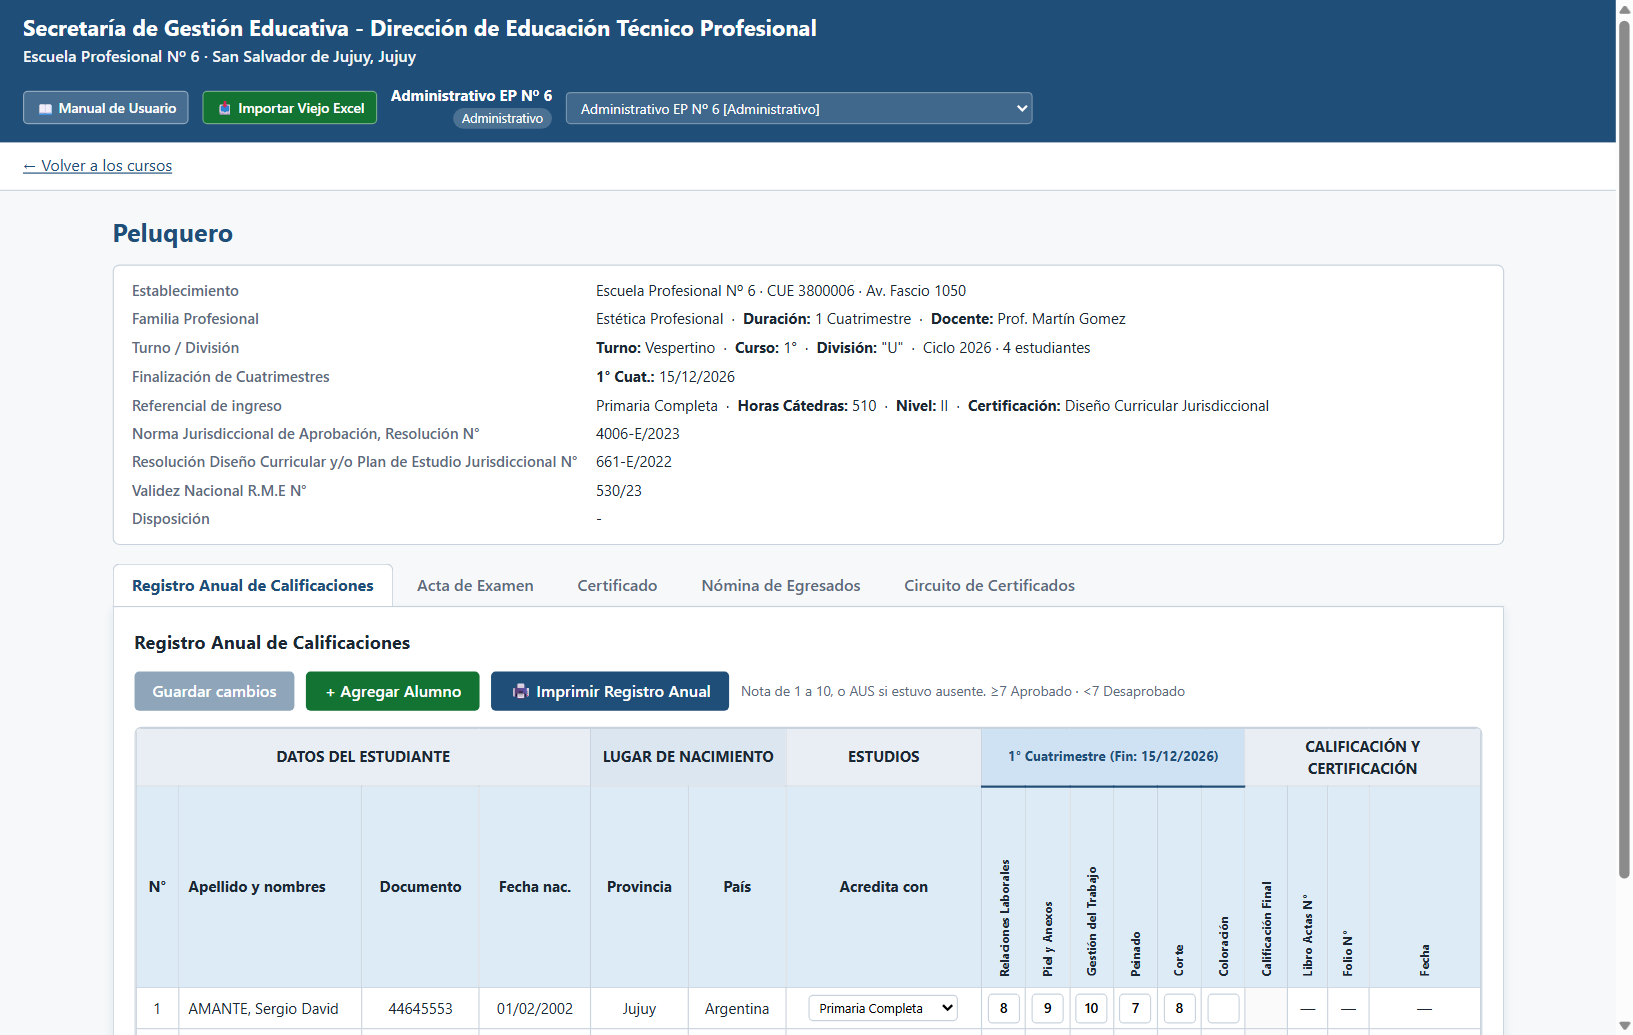 Secretaría de Gestión Educativa - Dirección de Educación Técnico Profesional
Escuela Profesional Nº 6 · San Salvador de Jujuy, Jujuy
Manual de Usuario
Importar Viejo Excel
Administrativo EP Nº 6
Administrativo
Administrativo EP Nº 6 [Administrativo]
← Volver a los cursos
Peluquero
Establecimiento Escuela Profesional Nº 6 · CUE 3800006 · Av. Fascio 1050
Familia Profesional Estética Profesional · Duración: 1 Cuatrimestre · Docente: Prof. Martín Gomez
Turno / División Turno: Vespertino · Curso: 1° · División: "U" · Ciclo 2026 · 4 estudiantes
Finalización de Cuatrimestres 1° Cuat.: 15/12/2026
Referencial de ingreso Primaria Completa · Horas Cátedras: 510 · Nivel: II · Certificación: Diseño Curricular Jurisdiccional
Norma Jurisdiccional de Aprobación, Resolución N° 4006-E/2023
Resolución Diseño Curricular y/o Plan de Estudio Jurisdiccional N° 661-E/2022
Validez Nacional R.M.E N° 530/23
Disposición -
Registro Anual de Calificaciones
Acta de Examen
Certificado
Nómina de Egresados
Circuito de Certificados
Registro Anual de Calificaciones
Guardar cambios
+ Agregar Alumno
Imprimir Registro Anual
Nota de 1 a 10, o AUS si estuvo ausente. ≥7 Aprobado · <7 Desaprobado
DATOS DEL ESTUDIANTE
LUGAR DE NACIMIENTO
ESTUDIOS
1° Cuatrimestre (Fin: 15/12/2026)
CALIFICACIÓN Y
CERTIFICACIÓN
N°
Apellido y nombres
Documento
Fecha nac.
Provincia
País
Acredita con
Relaciones Laborales
Piel y Anexos
Gestión del Trabajo
Peinado
Corte
Coloración
Calificación Final
Libro Actas N°
Folio N°
Fecha
1 AMANTE, Sergio David 44645553 01/02/2002 Jujuy Argentina Primaria Completa 8 9 10 7 8 — — —